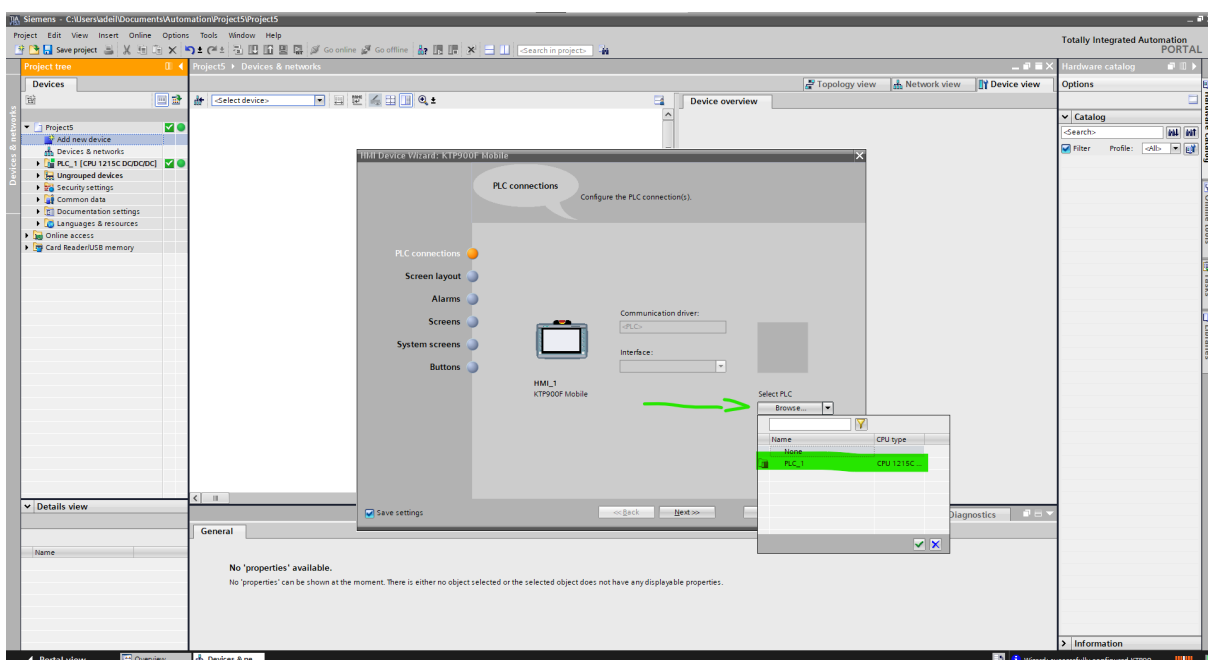 Siemens - C:\Users\adeil\Documents\Automation\Project5\Project5
Project Edit View Insert Online Options Tools Window Help
Totally Integrated Automation
PORTAL
Save project
Go online
Go offline
<Search in project>
Project tree
Project5 ▸ Devices & networks
Hardware catalog
Devices
Topology view
Network view
Device view
Options
<Select device>
Device overview
Devices & networks
Project5
Add new device
Devices & networks
PLC_1 [CPU 1215C DC/DC/DC]
Ungrouped devices
Security settings
Common data
Documentation settings
Languages & resources
Online access
Card Reader/USB memory
Catalog
<Search>
Filter
Profile:
<All>
Hardware catalog
Online tools
Tasks
Libraries
HMI Device Wizard: KTP900F Mobile
PLC connections
Configure the PLC connection(s).
PLC connections
Screen layout
Alarms
Screens
System screens
Buttons
Communication driver:
<PLC>
Interface:
HMI_1
KTP900F Mobile
Select PLC
Browse...
Name
CPU type
None
PLC_1
CPU 1215C ...
Save settings
<< Back
Next >>
Details view
Name
Diagnostics
General
No 'properties' available.
No 'properties' can be shown at the moment. There is either no object selected or the selected object does not have any displayable properties.
Information
Portal view
Overview
Devices & ne...